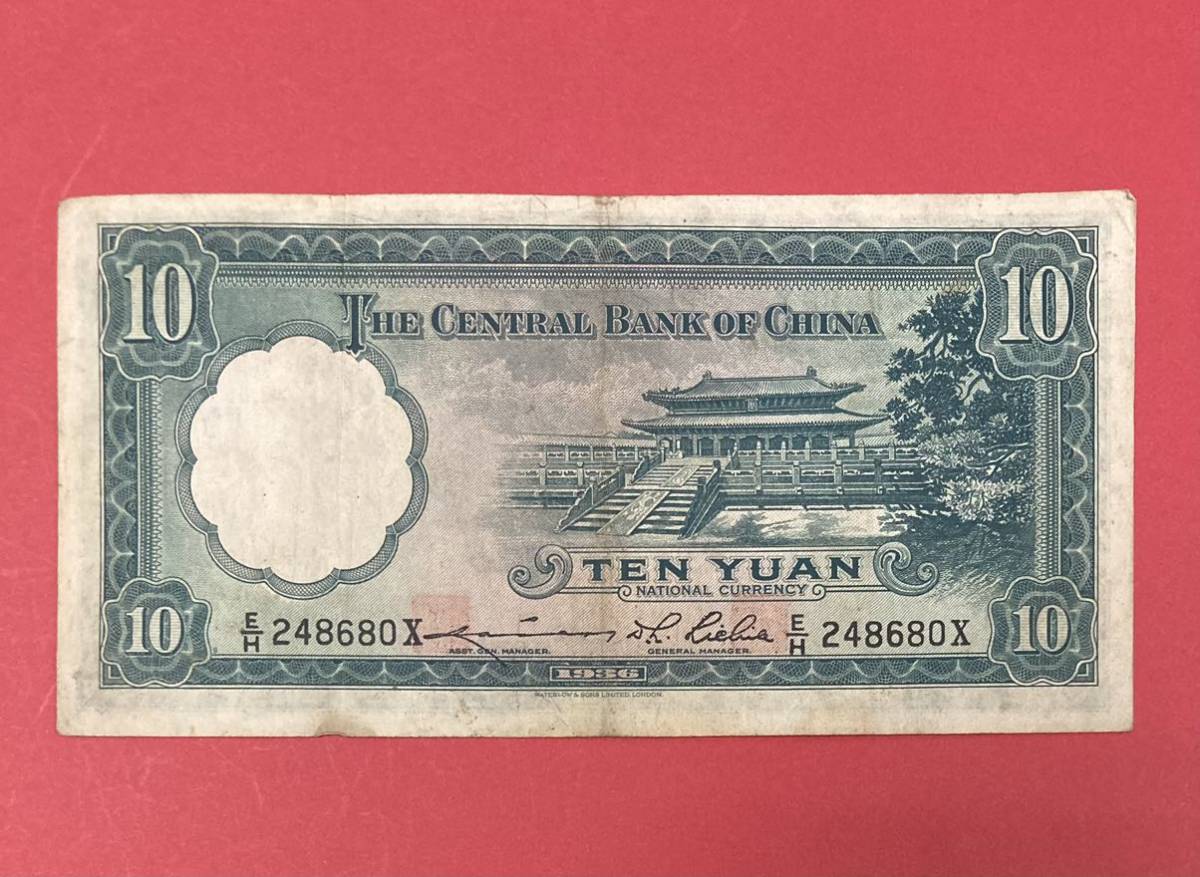 10 10
THE CENTRAL BANK OF CHINA
TEN YUAN
NATIONAL CURRENCY
E/H 248680X E/H 248680X
10 10
ASST. GEN. MANAGER. GENERAL MANAGER.
1936
WATERLOW & SONS LIMITED, LONDON.